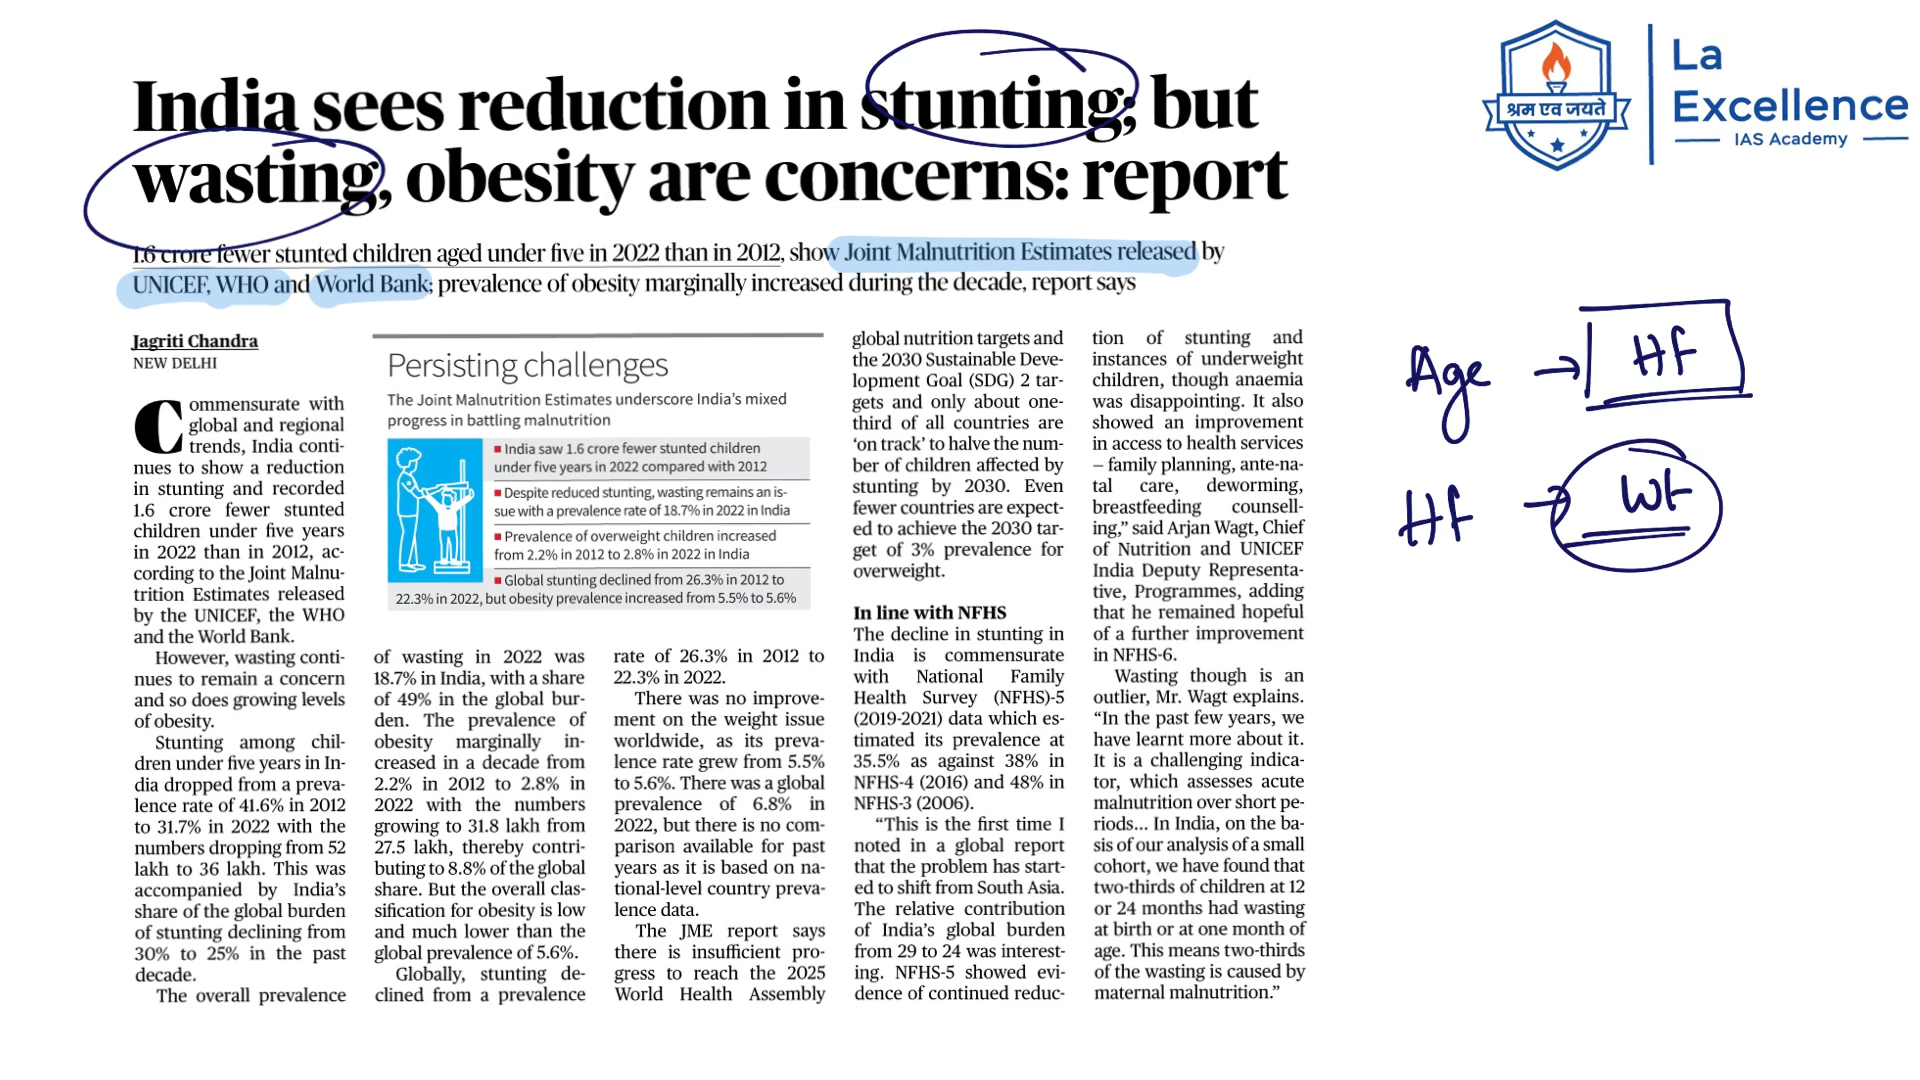 India sees reduction in stunting; but
wasting, obesity are concerns: report
1.6 crore fewer stunted children aged under five in 2022 than in 2012, show Joint Malnutrition Estimates released by
UNICEF, WHO and World Bank; prevalence of obesity marginally increased during the decade, report says
Jagriti Chandra
NEW DELHI
Commensurate with
global and regional
trends, India conti-
nues to show a reduction
in stunting and recorded
1.6 crore fewer stunted
children under five years
in 2022 than in 2012, ac-
cording to the Joint Malnu-
trition Estimates released
by the UNICEF, the WHO
and the World Bank.
However, wasting conti-
nues to remain a concern
and so does growing levels
of obesity.
Stunting among chil-
dren under five years in In-
dia dropped from a preva-
lence rate of 41.6% in 2012
to 31.7% in 2022 with the
numbers dropping from 52
lakh to 36 lakh. This was
accompanied by India's
share of the global burden
of stunting declining from
30% to 25% in the past
decade.
The overall prevalence
Persisting challenges
The Joint Malnutrition Estimates underscore India's mixed
progress in battling malnutrition
India saw 1.6 crore fewer stunted children
under five years in 2022 compared with 2012
Despite reduced stunting, wasting remains an is-
sue with a prevalence rate of 18.7% in 2022 in India
Prevalence of overweight children increased
from 2.2% in 2012 to 2.8% in 2022 in India
Global stunting declined from 26.3% in 2012 to
22.3% in 2022, but obesity prevalence increased from 5.5% to 5.6%
of wasting in 2022 was
18.7% in India, with a share
of 49% in the global bur-
den. The prevalence of
obesity marginally in-
creased in a decade from
2.2% in 2012 to 2.8% in
2022 with the numbers
growing to 31.8 lakh from
27.5 lakh, thereby contri-
buting to 8.8% of the global
share. But the overall clas-
sification for obesity is low
and much lower than the
global prevalence of 5.6%.
Globally, stunting de-
clined from a prevalence
rate of 26.3% in 2012 to
22.3% in 2022.
There was no improve-
ment on the weight issue
worldwide, as its preva-
lence rate grew from 5.5%
to 5.6%. There was a global
prevalence of 6.8% in
2022, but there is no com-
parison available for past
years as it is based on na-
tional-level country preva-
lence data.
The JME report says
there is insufficient pro-
gress to reach the 2025
World Health Assembly
global nutrition targets and
the 2030 Sustainable Deve-
lopment Goal (SDG) 2 tar-
gets and only about one-
third of all countries are
'on track' to halve the num-
ber of children affected by
stunting by 2030. Even
fewer countries are expect-
ed to achieve the 2030 tar-
get of 3% prevalence for
overweight.
In line with NFHS
The decline in stunting in
India is commensurate
with National Family
Health Survey (NFHS)-5
(2019-2021) data which es-
timated its prevalence at
35.5% as against 38% in
NFHS-4 (2016) and 48% in
NFHS-3 (2006).
"This is the first time I
noted in a global report
that the problem has start-
ed to shift from South Asia.
The relative contribution
of India's global burden
from 29 to 24 was interest-
ing. NFHS-5 showed evi-
dence of continued reduc-
tion of stunting and
instances of underweight
children, though anaemia
was disappointing. It also
showed an improvement
in access to health services
– family planning, ante-na-
tal care, deworming,
breastfeeding counsell-
ing," said Arjan Wagt, Chief
of Nutrition and UNICEF
India Deputy Representa-
tive, Programmes, adding
that he remained hopeful
of a further improvement
in NFHS-6.
Wasting though is an
outlier, Mr. Wagt explains.
"In the past few years, we
have learnt more about it.
It is a challenging indica-
tor, which assesses acute
malnutrition over short pe-
riods... In India, on the ba-
sis of our analysis of a small
cohort, we have found that
two-thirds of children at 12
or 24 months had wasting
at birth or at one month of
age. This means two-thirds
of the wasting is caused by
maternal malnutrition."
श्रम एव जयते
La
Excellence
IAS Academy
Age → Ht
Ht → Wt